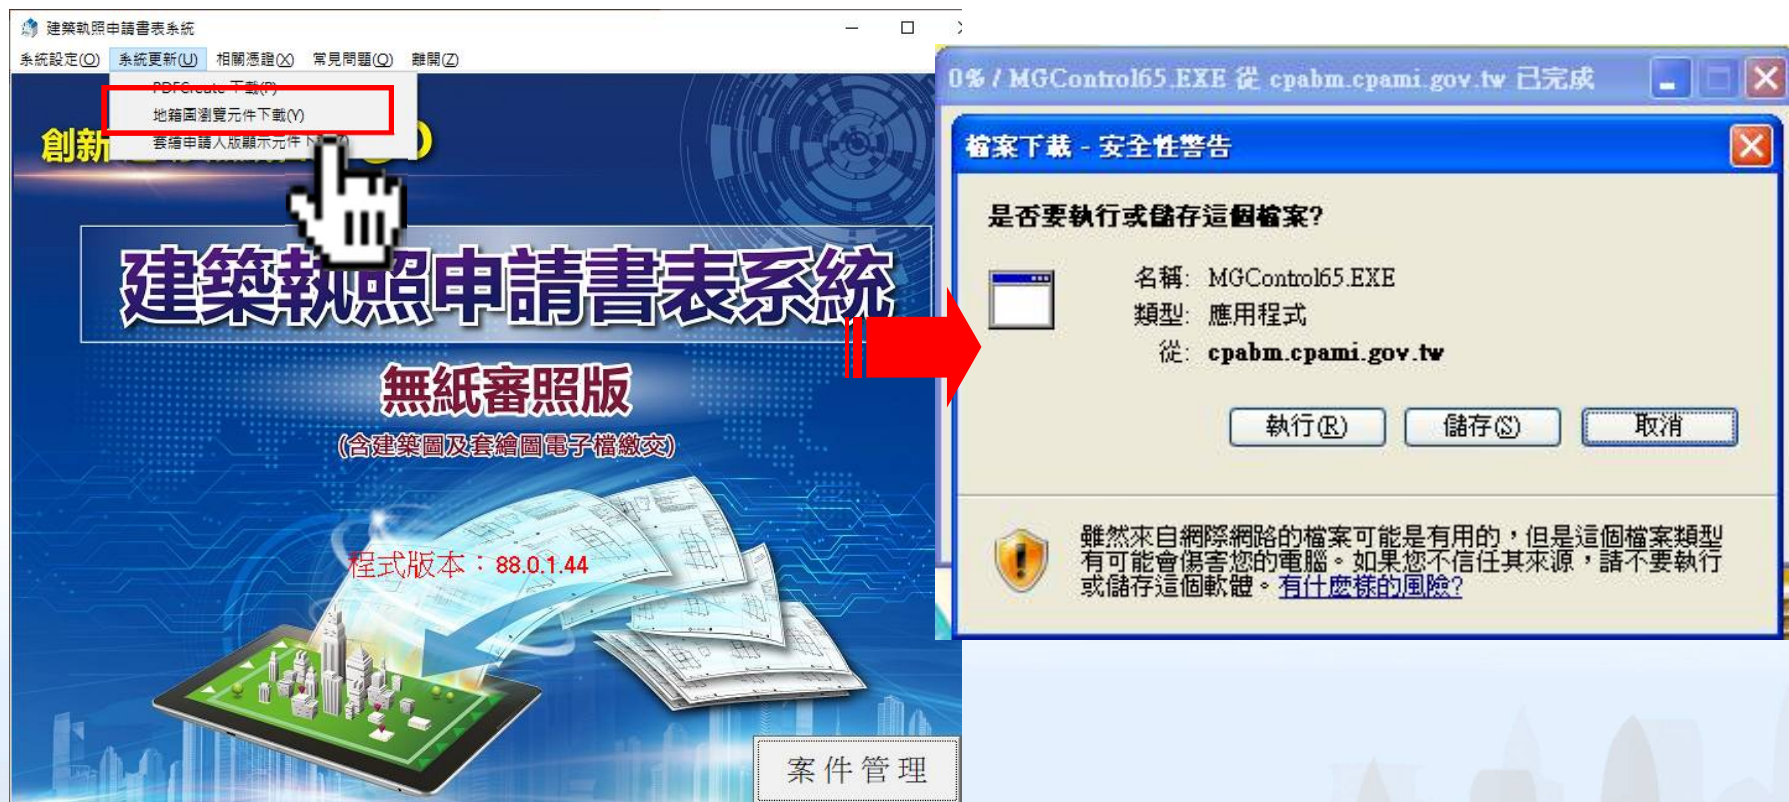 建築執照申請書表系統
系統設定(O) 系統更新(U) 相關憑證(X) 常見問題(Q) 離開(Z)
PDFCreate 下載(P)
地籍圖瀏覽元件下載(Y)
套繪申請人版顯示元件下
創新
建築執照申請書表系統
無紙審照版
(含建築圖及套繪圖電子檔繳交)
程式版本：88.0.1.44
案件管理
0% / MGControl65.EXE 從 cpabm.cpami.gov.tw 已完成
檔案下載 - 安全性警告
是否要執行或儲存這個檔案?
名稱: MGControl65.EXE
類型: 應用程式
從: cpabm.cpami.gov.tw
執行(R) 儲存(S) 取消
雖然來自網際網路的檔案可能是有用的，但是這個檔案類型
有可能會傷害您的電腦。如果您不信任其來源，請不要執行
或儲存這個軟體。有什麼樣的風險?